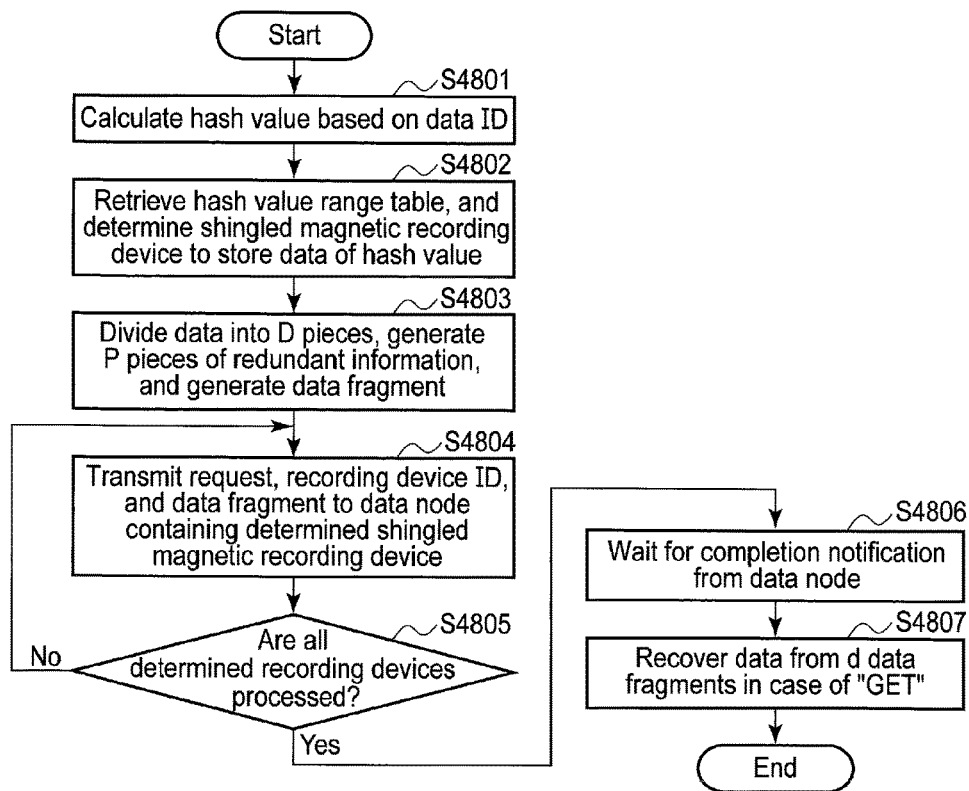 Start
S4801
Calculate hash value based on data ID
S4802
Retrieve hash value range table, and
determine shingled magnetic recording
device to store data of hash value
S4803
Divide data into D pieces, generate
P pieces of redundant information,
and generate data fragment
S4804
Transmit request, recording device ID,
and data fragment to data node
containing determined shingled
magnetic recording device
S4805
Are all
determined recording devices
processed?
No
Yes
S4806
Wait for completion notification
from data node
S4807
Recover data from d data
fragments in case of "GET"
End